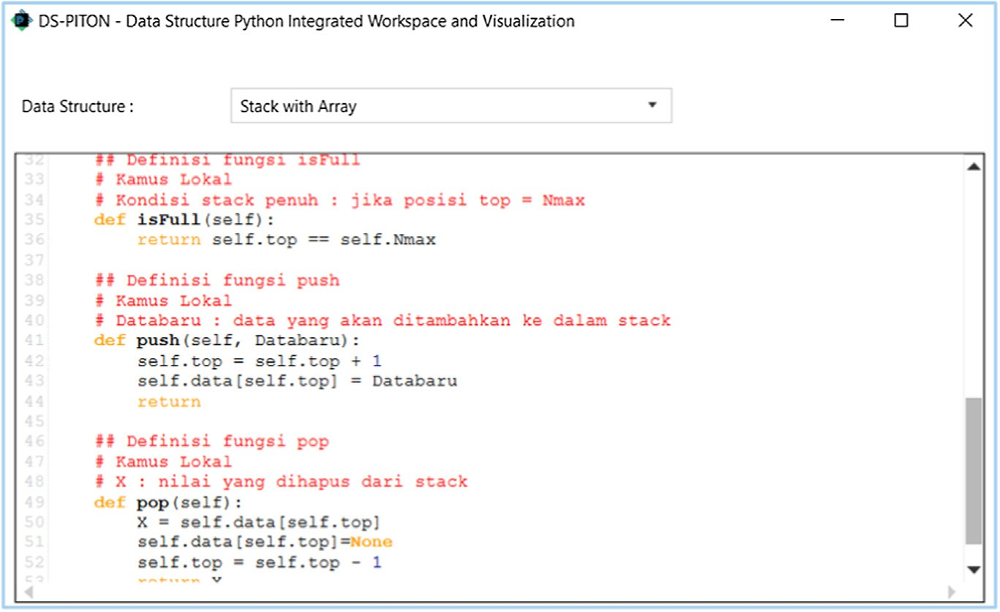 DS-PITON - Data Structure Python Integrated Workspace and Visualization
Data Structure :
Stack with Array
32 ## Definisi fungsi isFull
33 # Kamus Lokal
34 # Kondisi stack penuh : jika posisi top = Nmax
35 def isFull(self):
36 return self.top == self.Nmax
37
38 ## Definisi fungsi push
39 # Kamus Lokal
40 # Databaru : data yang akan ditambahkan ke dalam stack
41 def push(self, Databaru):
42 self.top = self.top + 1
43 self.data[self.top] = Databaru
44 return
45
46 ## Definisi fungsi pop
47 # Kamus Lokal
48 # X : nilai yang dihapus dari stack
49 def pop(self):
50 X = self.data[self.top]
51 self.data[self.top]=None
52 self.top = self.top - 1
53 return X